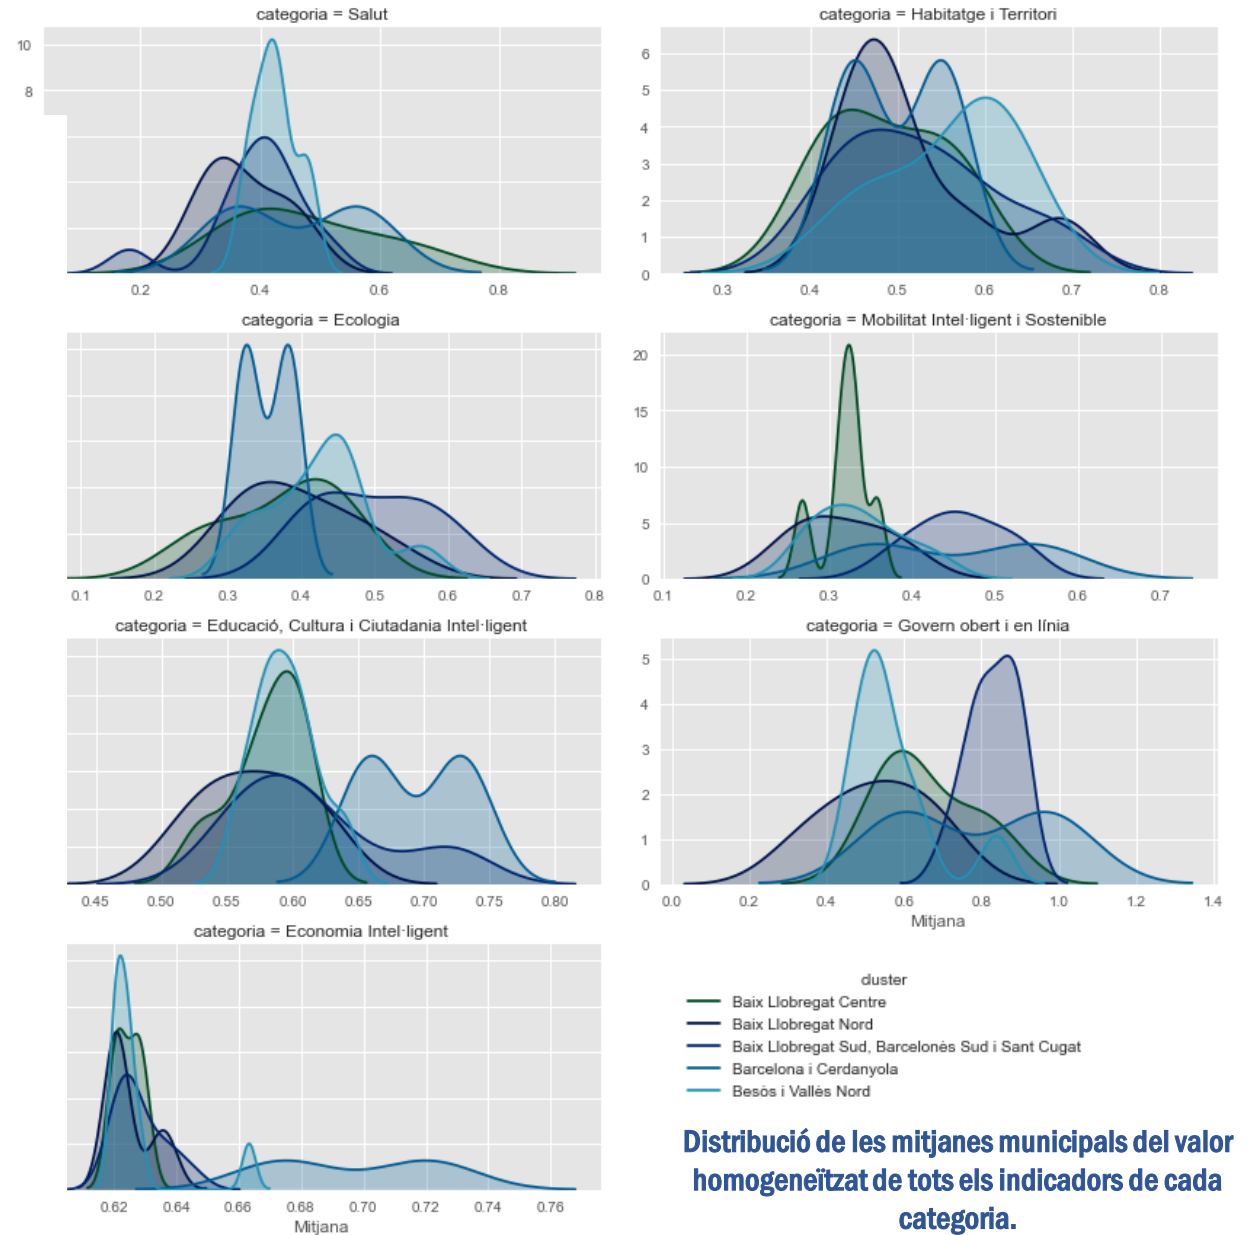 categoria = Salut
10
8
0.2 0.4 0.6 0.8
categoria = Habitatge i Territori
6
5
4
3
2
1
0
0.3 0.4 0.5 0.6 0.7 0.8
categoria = Ecologia
0.1 0.2 0.3 0.4 0.5 0.6 0.7 0.8
categoria = Mobilitat Intel·ligent i Sostenible
20
15
10
5
0
0.1 0.2 0.3 0.4 0.5 0.6 0.7
categoria = Educació, Cultura i Ciutadania Intel·ligent
0.45 0.50 0.55 0.60 0.65 0.70 0.75 0.80
categoria = Govern obert i en línia
5
4
3
2
1
0
0.0 0.2 0.4 0.6 0.8 1.0 1.2 1.4
Mitjana
categoria = Economia Intel·ligent
0.62 0.64 0.66 0.68 0.70 0.72 0.74 0.76
Mitjana
cluster
Baix Llobregat Centre
Baix Llobregat Nord
Baix Llobregat Sud, Barcelonès Sud i Sant Cugat
Barcelona i Cerdanyola
Besòs i Vallès Nord
Distribució de les mitjanes municipals del valor
homogeneïtzat de tots els indicadors de cada
categoria.